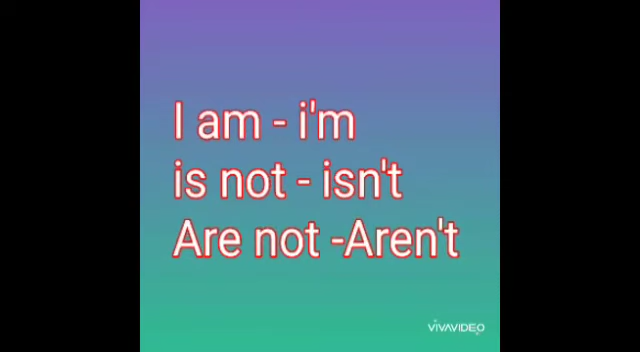 I am - i'm
is not - isn't
Are not -Aren't
VIVAVIDEO